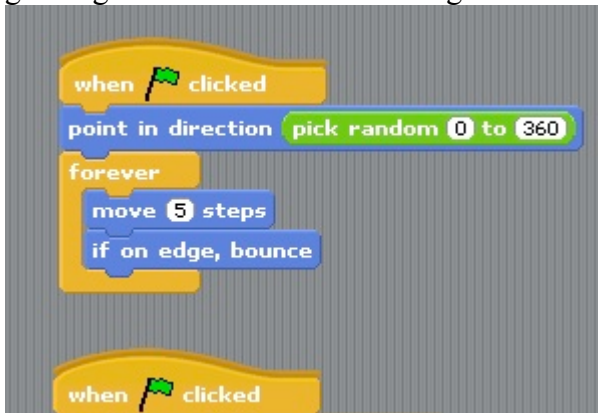 when clicked
point in direction pick random 0 to 360
forever
move 5 steps
if on edge, bounce
when clicked